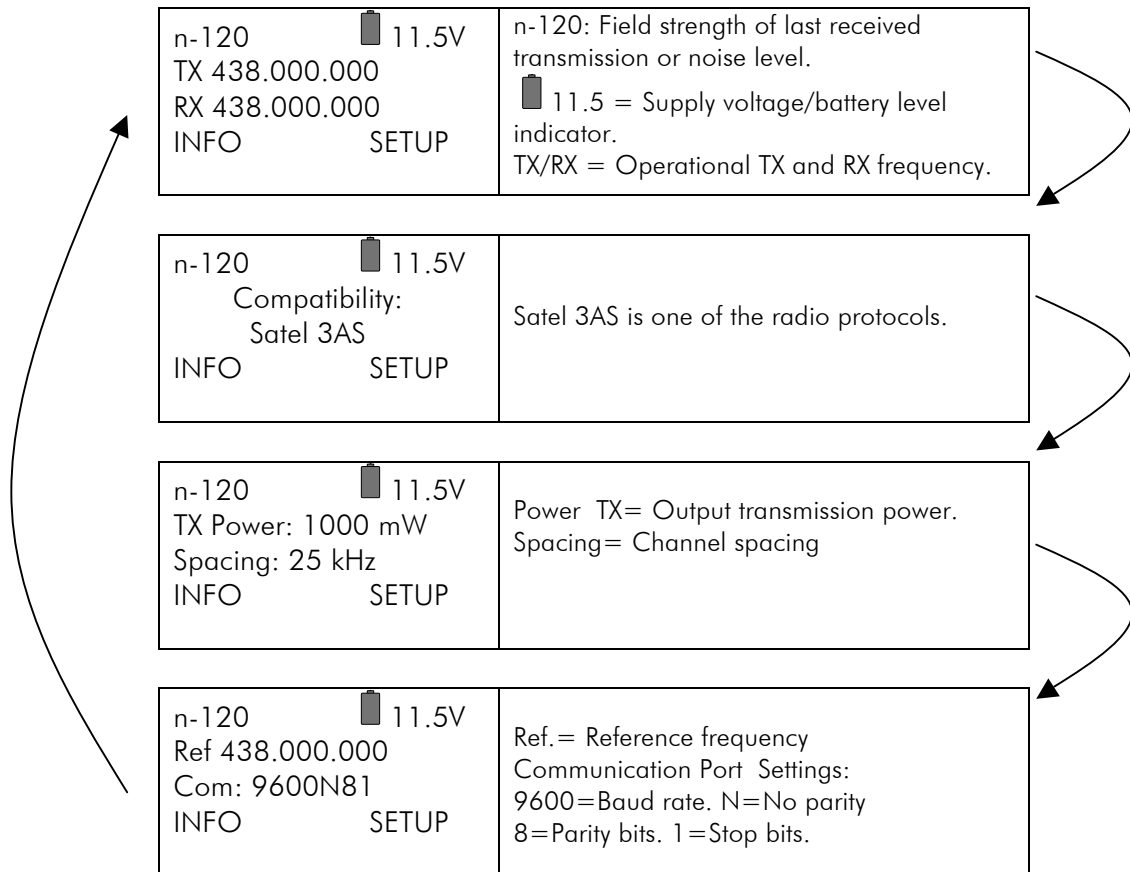 n-120 11.5V
TX 438.000.000
RX 438.000.000
INFO SETUP
n-120: Field strength of last received
transmission or noise level.
11.5 = Supply voltage/battery level
indicator.
TX/RX = Operational TX and RX frequency.
n-120 11.5V
Compatibility:
Satel 3AS
INFO SETUP
Satel 3AS is one of the radio protocols.
n-120 11.5V
TX Power: 1000 mW
Spacing: 25 kHz
INFO SETUP
Power TX= Output transmission power.
Spacing= Channel spacing
n-120 11.5V
Ref 438.000.000
Com: 9600N81
INFO SETUP
Ref.= Reference frequency
Communication Port Settings:
9600=Baud rate. N=No parity
8=Parity bits. 1=Stop bits.